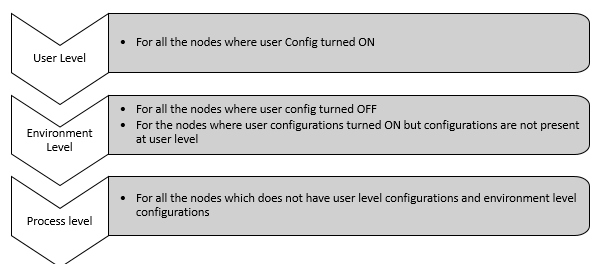 User Level
• For all the nodes where user Config turned ON
Environment
Level
• For all the nodes where user config turned OFF
• For the nodes where user configurations turned ON but configurations are not present
at user level
Process level
• For all the nodes which does not have user level configurations and environment level
configurations